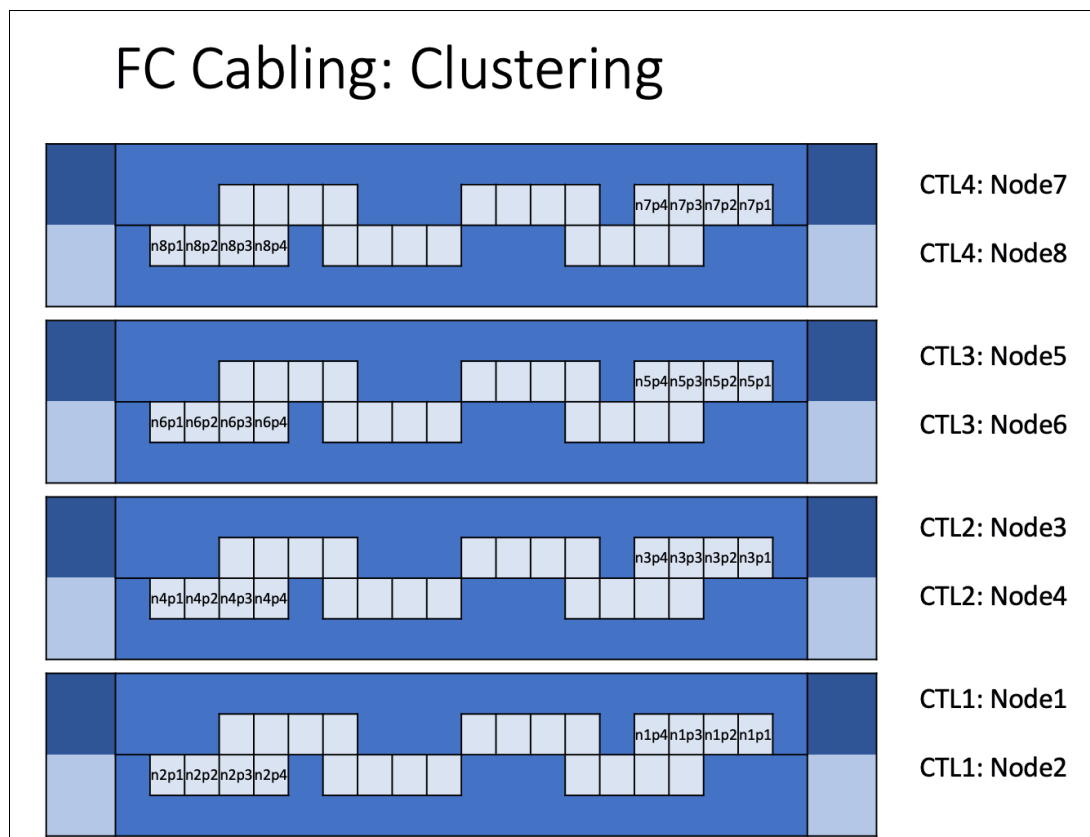 FC Cabling: Clustering
n7p4 n7p3 n7p2 n7p1
CTL4: Node7
n8p1 n8p2 n8p3 n8p4
CTL4: Node8
n5p4 n5p3 n5p2 n5p1
CTL3: Node5
n6p1 n6p2 n6p3 n6p4
CTL3: Node6
n3p4 n3p3 n3p2 n3p1
CTL2: Node3
n4p1 n4p2 n4p3 n4p4
CTL2: Node4
n1p4 n1p3 n1p2 n1p1
CTL1: Node1
n2p1 n2p2 n2p3 n2p4
CTL1: Node2